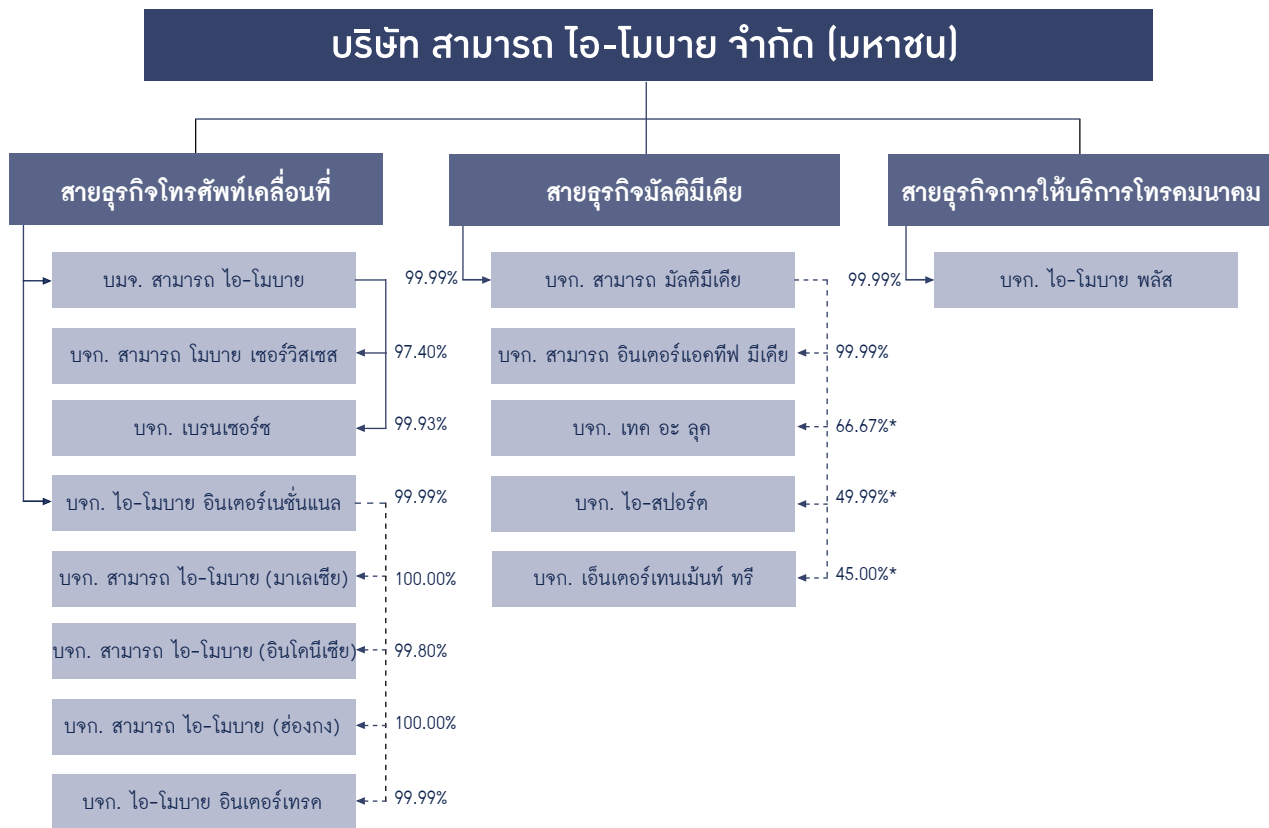 บริษัท สามารถ ไอ-โมบาย จำกัด (มหาชน)
สายธุรกิจโทรศัพท์เคลื่อนที่
บมจ. สามารถ ไอ-โมบาย
บจก. สามารถ โมบาย เซอร์วิสเซส
97.40%
บจก. เบรนเซอร์ซ
99.93%
บจก. ไอ-โมบาย อินเตอร์เนชั่นแนล
99.99%
บจก. สามารถ ไอ-โมบาย (มาเลเซีย)
100.00%
บจก. สามารถ ไอ-โมบาย (อินโดนีเซีย)
99.80%
บจก. สามารถ ไอ-โมบาย (ฮ่องกง)
100.00%
บจก. ไอ-โมบาย อินเตอร์เทรด
99.99%
สายธุรกิจมัลติมีเดีย
99.99%
บจก. สามารถ มัลติมีเดีย
บจก. สามารถ อินเตอร์แอคทีฟ มีเดีย
99.99%
บจก. เทค อะ ลุค
66.67%*
บจก. ไอ-สปอร์ต
49.99%*
บจก. เอ็นเตอร์เทนเม้นท์ ทรี
45.00%*
สายธุรกิจการให้บริการโทรคมนาคม
99.99%
บจก. ไอ-โมบาย พลัส